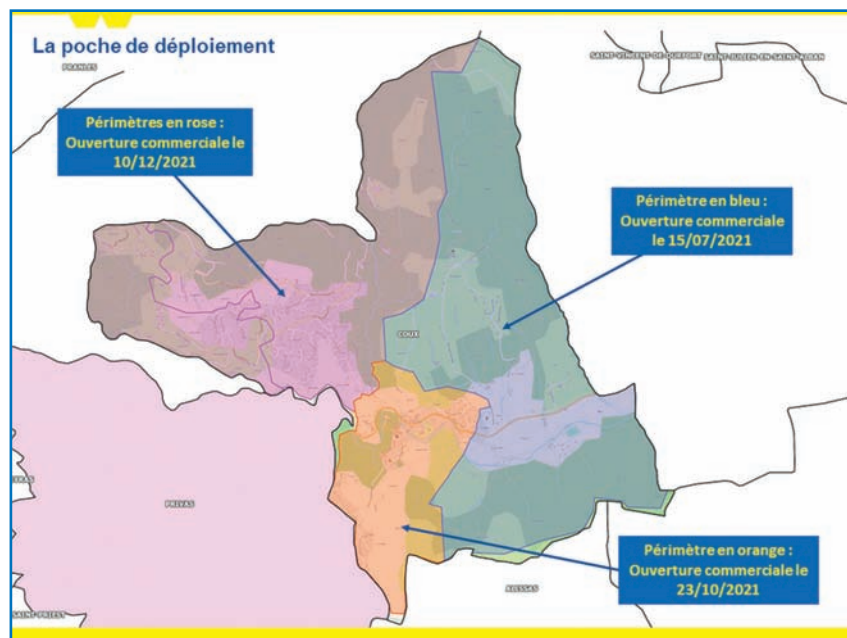 La poche de déploiement
PRANLES
SAINT-VINCENT-DE-DURFORT
SAINT-JULIEN-EN-SAINT-ALBAN
Périmètres en rose :
Ouverture commerciale le
10/12/2021
Périmètre en bleu :
Ouverture commerciale
le 15/07/2021
COUX
PRIVAS
Périmètre en orange :
Ouverture commerciale le
23/10/2021
ALISSAS
SAINT-PRIEST